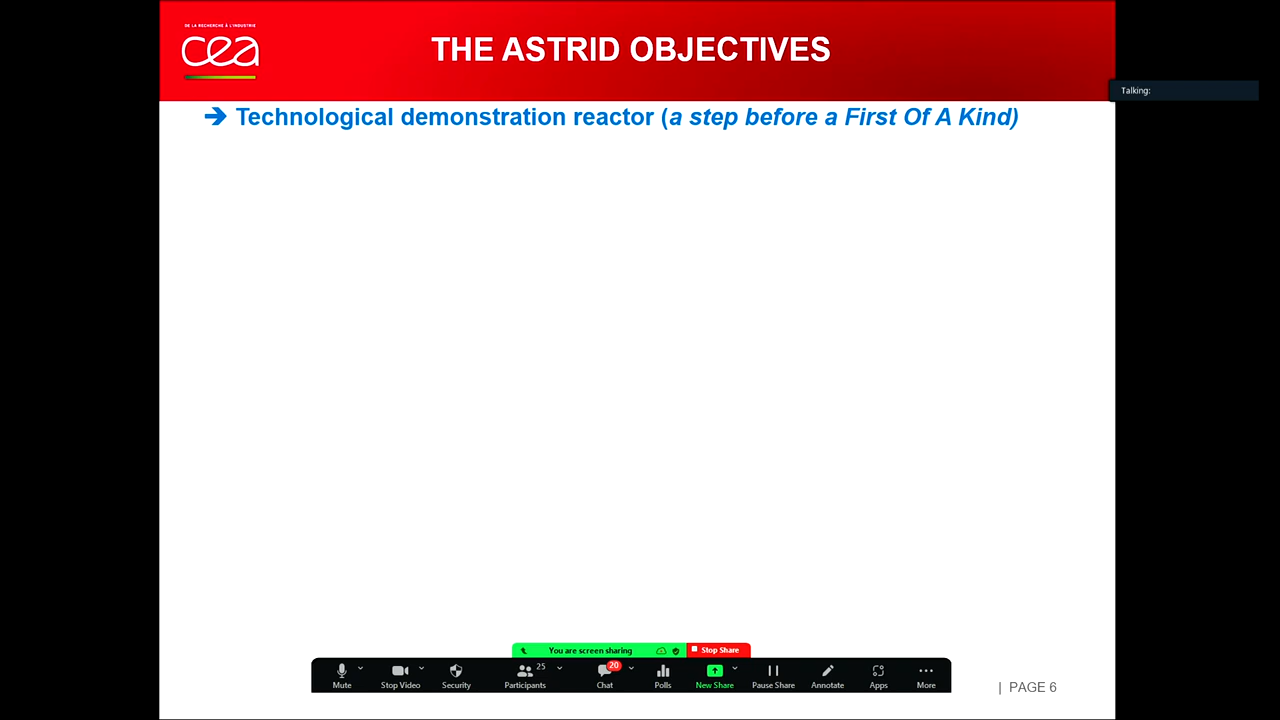 DE LA RECHERCHE À L'INDUSTRIE
cea
THE ASTRID OBJECTIVES
Talking:
➔ Technological demonstration reactor (a step before a First Of A Kind)
You are screen sharing
Stop Share
25
20
Mute
Stop Video
Security
Participants
Chat
Polls
New Share
Pause Share
Annotate
Apps
More
| PAGE 6